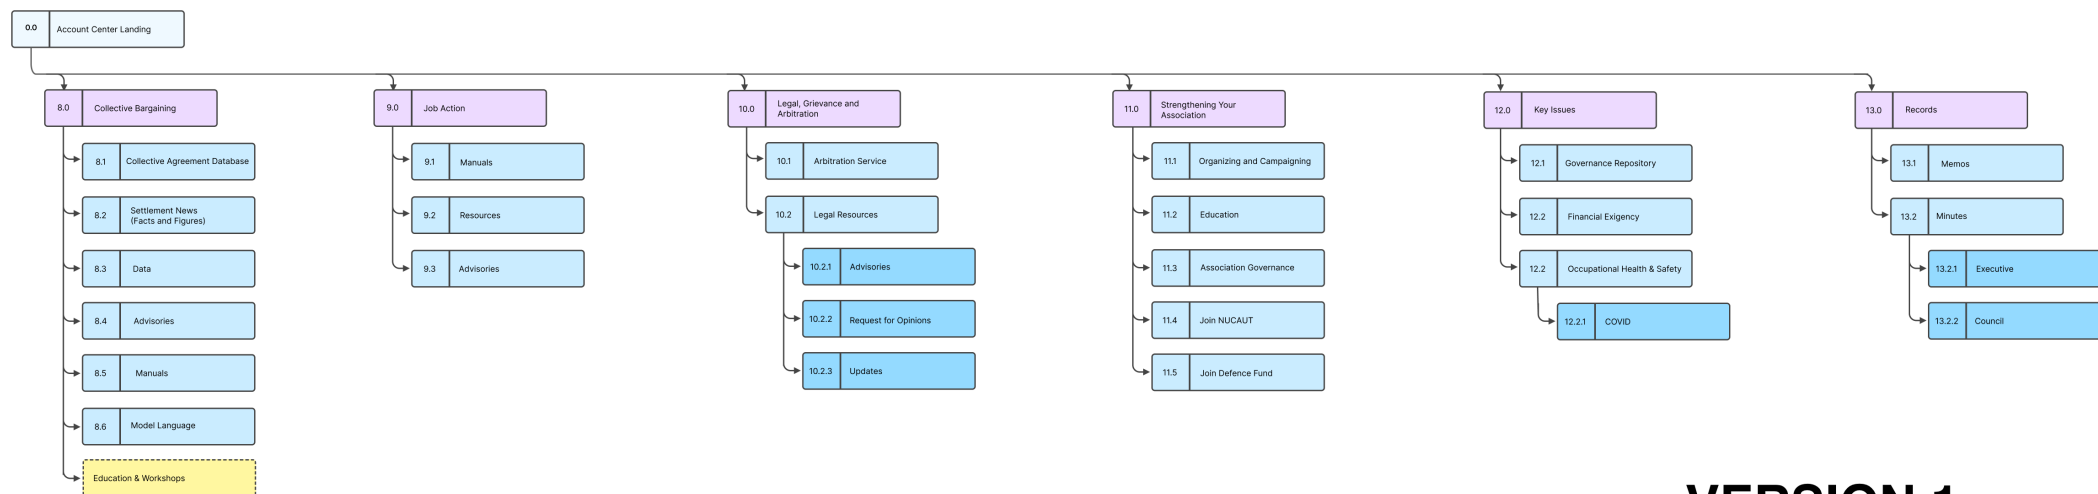 0.0 Account Center Landing
8.0 Collective Bargaining
8.1 Collective Agreement Database
8.2 Settlement News
(Facts and Figures)
8.3 Data
8.4 Advisories
8.5 Manuals
8.6 Model Language
Education & Workshops
9.0 Job Action
9.1 Manuals
9.2 Resources
9.3 Advisories
10.0 Legal, Grievance and
Arbitration
10.1 Arbitration Service
10.2 Legal Resources
10.2.1 Advisories
10.2.2 Request for Opinions
10.2.3 Updates
11.0 Strengthening Your
Association
11.1 Organizing and Campaigning
11.2 Education
11.3 Association Governance
11.4 Join NUCAUT
11.5 Join Defence Fund
12.0 Key Issues
12.1 Governance Repository
12.2 Financial Exigency
12.2 Occupational Health & Safety
12.2.1 COVID
13.0 Records
13.1 Memos
13.2 Minutes
13.2.1 Executive
13.2.2 Council
VERSION 1